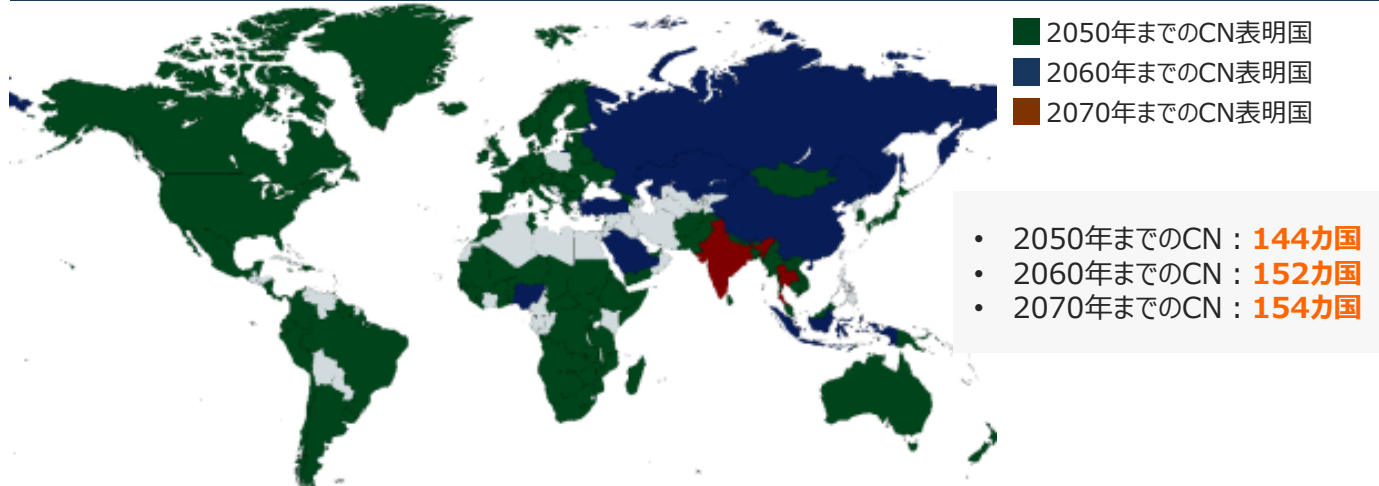 2050年までのCN表明国
2060年までのCN表明国
2070年までのCN表明国
• 2050年までのCN：144カ国
• 2060年までのCN：152カ国
• 2070年までのCN：154カ国